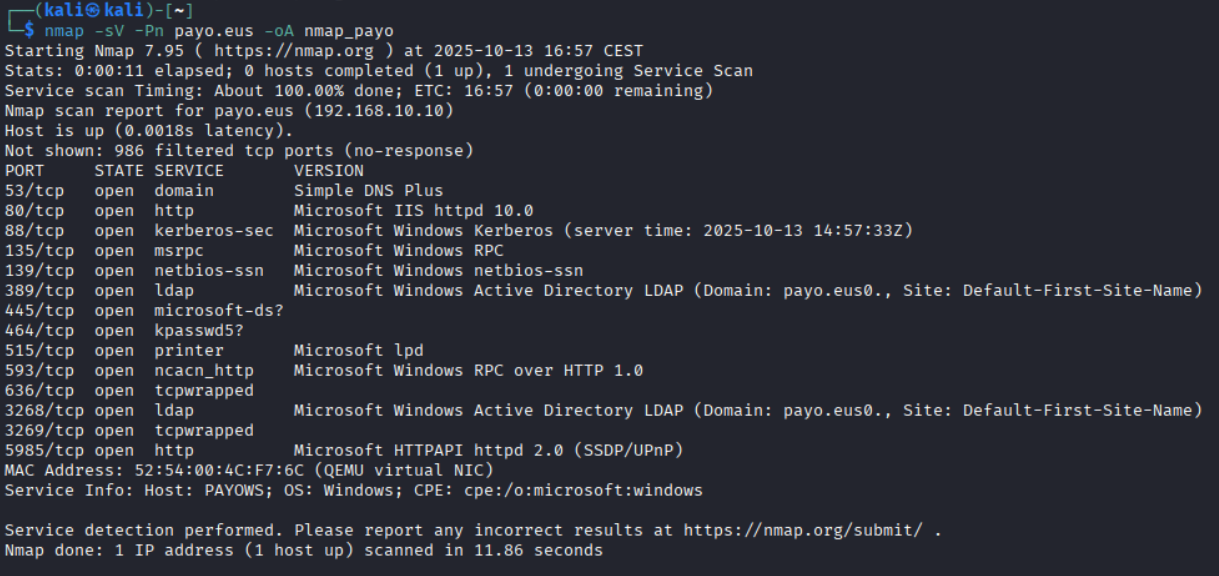 ┌──(kali㉿kali)-[~]
└─$ nmap -sV -Pn payo.eus -oA nmap_payo
Starting Nmap 7.95 ( https://nmap.org ) at 2025-10-13 16:57 CEST
Stats: 0:00:11 elapsed; 0 hosts completed (1 up), 1 undergoing Service Scan
Service scan Timing: About 100.00% done; ETC: 16:57 (0:00:00 remaining)
Nmap scan report for payo.eus (192.168.10.10)
Host is up (0.0018s latency).
Not shown: 986 filtered tcp ports (no-response)
PORT     STATE SERVICE      VERSION
53/tcp   open  domain       Simple DNS Plus
80/tcp   open  http         Microsoft IIS httpd 10.0
88/tcp   open  kerberos-sec Microsoft Windows Kerberos (server time: 2025-10-13 14:57:33Z)
135/tcp  open  msrpc        Microsoft Windows RPC
139/tcp  open  netbios-ssn  Microsoft Windows netbios-ssn
389/tcp  open  ldap         Microsoft Windows Active Directory LDAP (Domain: payo.eus0., Site: Default-First-Site-Name)
445/tcp  open  microsoft-ds?
464/tcp  open  kpasswd5?
515/tcp  open  printer      Microsoft lpd
593/tcp  open  ncacn_http   Microsoft Windows RPC over HTTP 1.0
636/tcp  open  tcpwrapped
3268/tcp open  ldap         Microsoft Windows Active Directory LDAP (Domain: payo.eus0., Site: Default-First-Site-Name)
3269/tcp open  tcpwrapped
5985/tcp open  http         Microsoft HTTPAPI httpd 2.0 (SSDP/UPnP)
MAC Address: 52:54:00:4C:F7:6C (QEMU virtual NIC)
Service Info: Host: PAYOWS; OS: Windows; CPE: cpe:/o:microsoft:windows

Service detection performed. Please report any incorrect results at https://nmap.org/submit/ .
Nmap done: 1 IP address (1 host up) scanned in 11.86 seconds